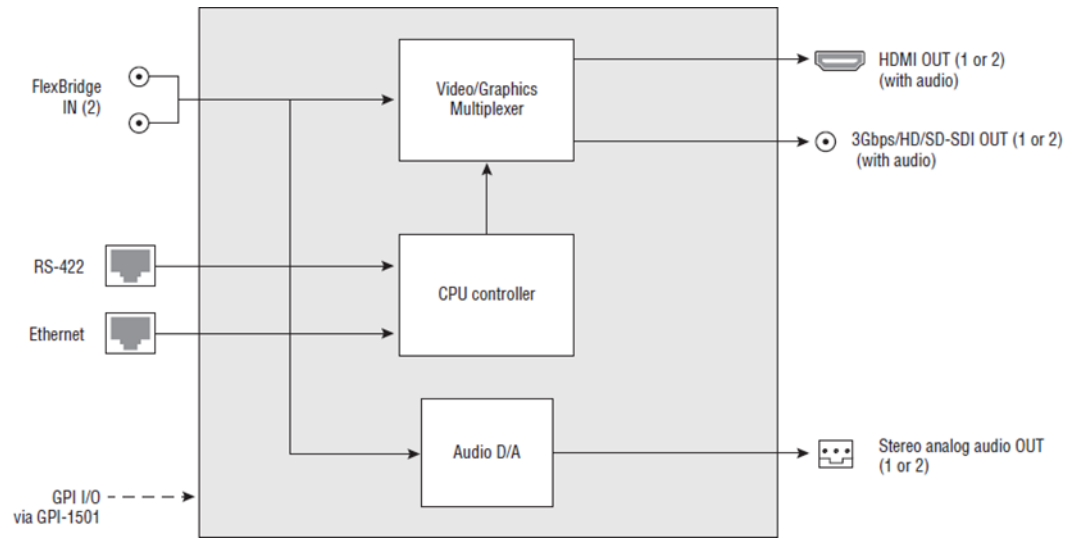 FlexBridge
IN (2)
RS-422
Ethernet
GPI I/O
via GPI-1501
Video/Graphics
Multiplexer
CPU controller
Audio D/A
HDMI OUT (1 or 2)
(with audio)
3Gbps/HD/SD-SDI OUT (1 or 2)
(with audio)
Stereo analog audio OUT
(1 or 2)